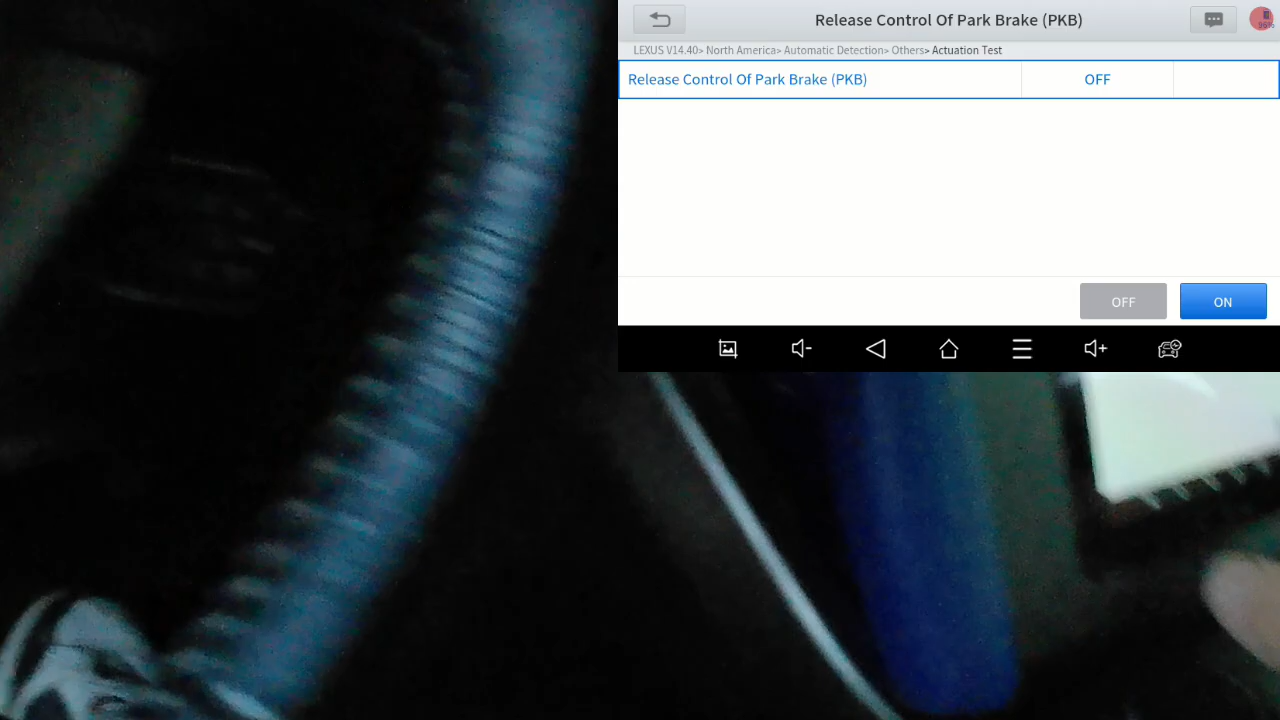 Release Control Of Park Brake (PKB)
95%
LEXUS V14.40> North America> Automatic Detection> Others> Actuation Test
Release Control Of Park Brake (PKB) OFF
OFF ON